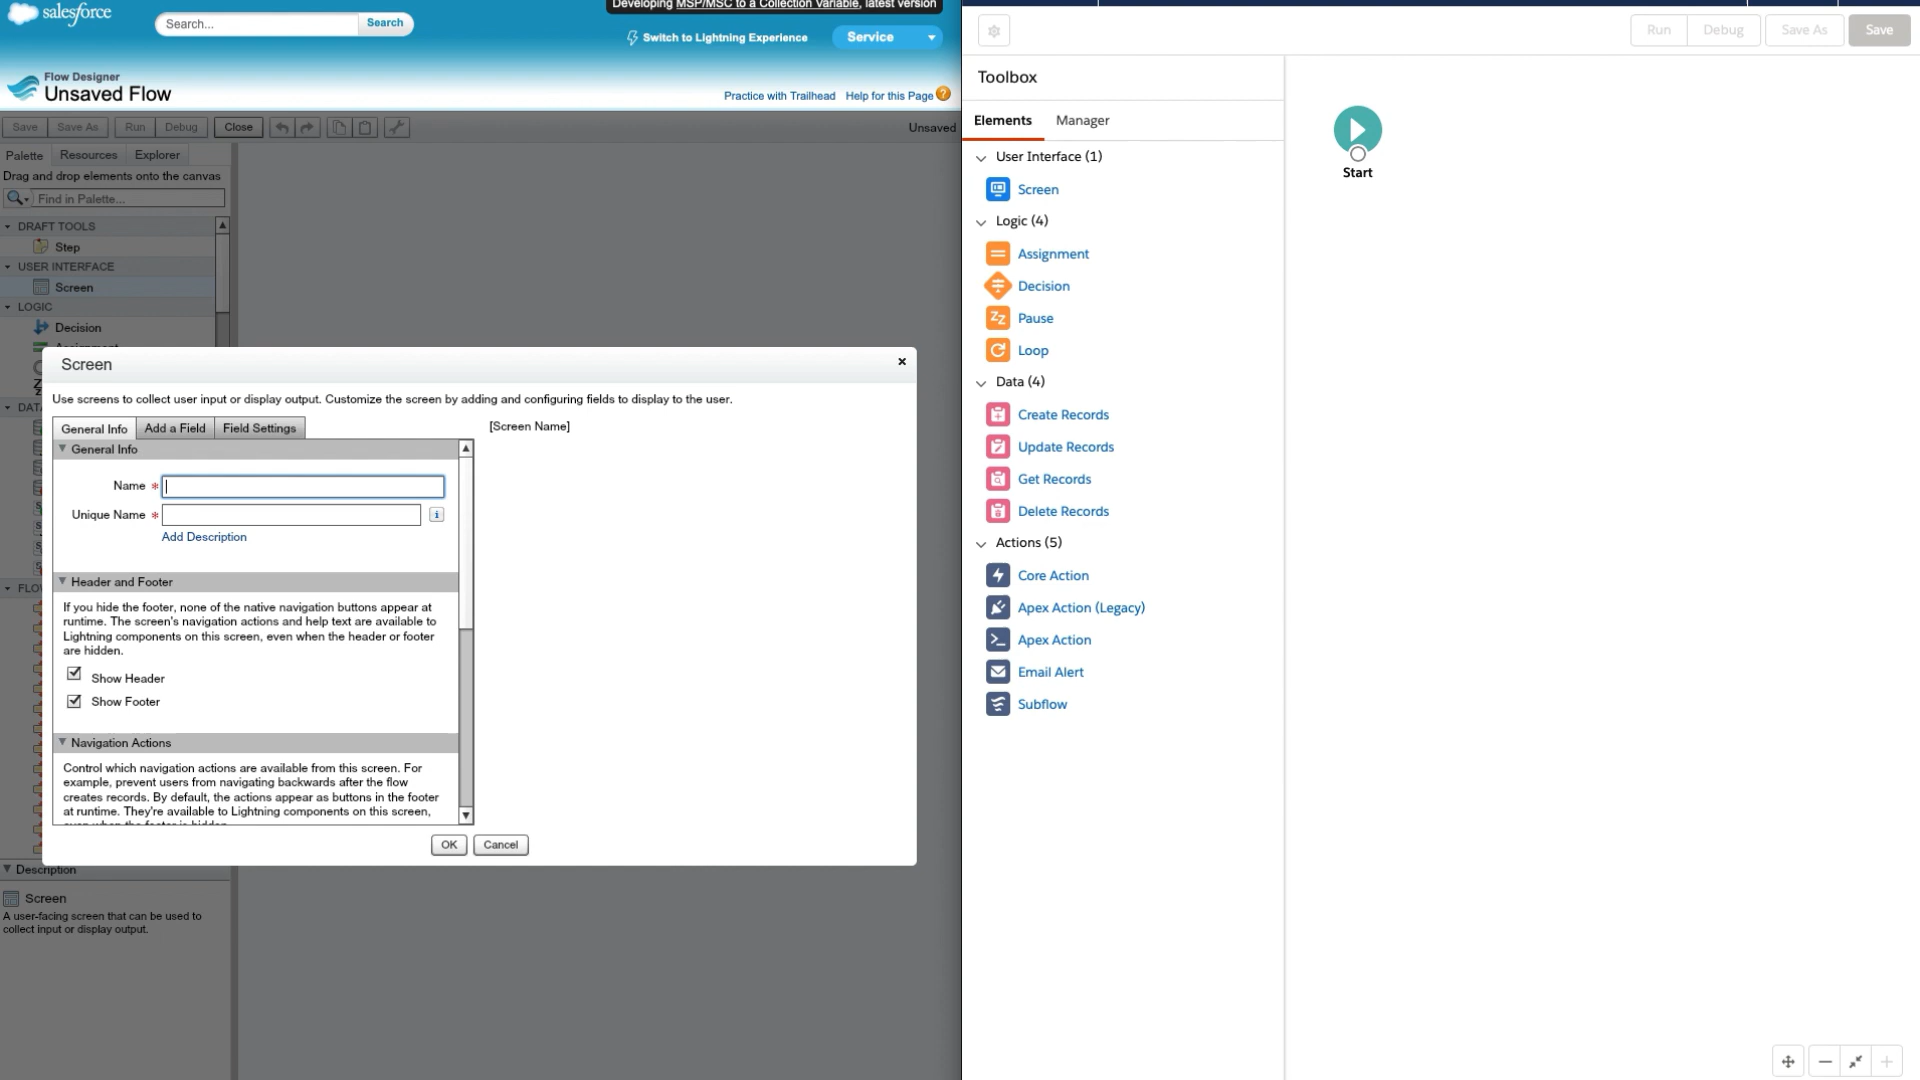 salesforce
Search...
Search
Developing MSP/MSC to a Collection Variable, latest version
Switch to Lightning Experience
Service
Flow Designer
Unsaved Flow
Practice with Trailhead
Help for this Page
Save
Save As
Run
Debug
Close
Unsaved
Palette
Resources
Explorer
Drag and drop elements onto the canvas
Find in Palette...
DRAFT TOOLS
Step
USER INTERFACE
Screen
LOGIC
Decision
Screen
Use screens to collect user input or display output. Customize the screen by adding and configuring fields to display to the user.
General Info
Add a Field
Field Settings
[Screen Name]
General Info
Name *
Unique Name *
Add Description
Header and Footer
If you hide the footer, none of the native navigation buttons appear at
runtime. The screen's navigation actions and help text are available to
Lightning components on this screen, even when the header or footer
are hidden.
Show Header
Show Footer
Navigation Actions
Control which navigation actions are available from this screen. For
example, prevent users from navigating backwards after the flow
creates records. By default, the actions appear as buttons in the footer
at runtime. They're available to Lightning components on this screen,
OK
Cancel
Description
Screen
A user-facing screen that can be used to
collect input or display output.
Run
Debug
Save As
Save
Toolbox
Elements
Manager
User Interface (1)
Screen
Logic (4)
Assignment
Decision
Pause
Loop
Data (4)
Create Records
Update Records
Get Records
Delete Records
Actions (5)
Core Action
Apex Action (Legacy)
Apex Action
Email Alert
Subflow
Start